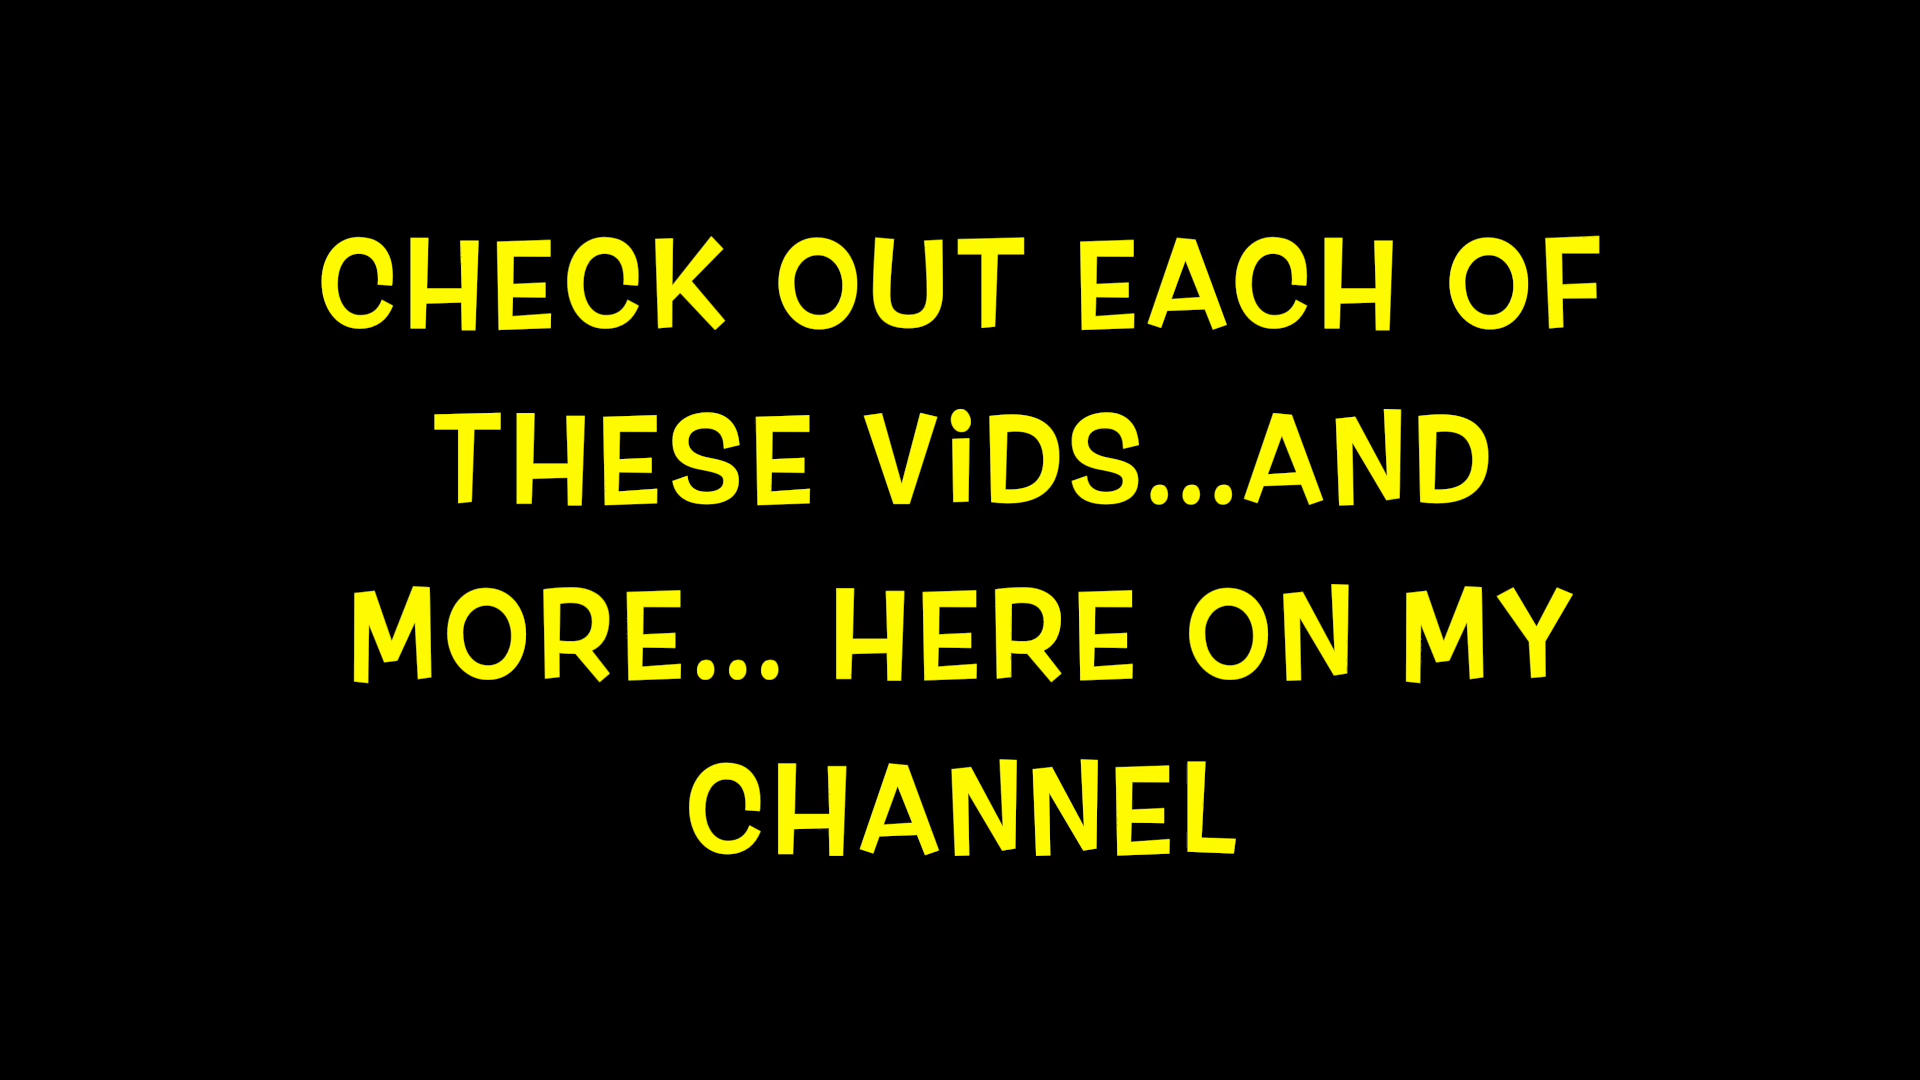 CHECK OUT EACH OF
THESE ViDS...AND
MORE... HERE ON MY
CHANNEL